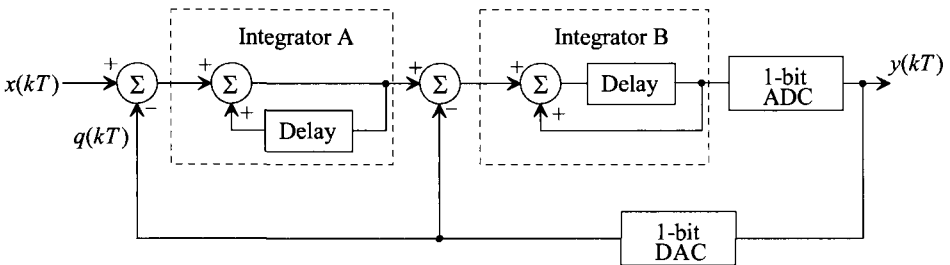 Integrator A
Integrator B
x(kT)
+
Σ
−
+
Σ
+
Delay
+
Σ
−
+
Σ
+
Delay
1-bit
ADC
y(kT)
q(kT)
1-bit
DAC